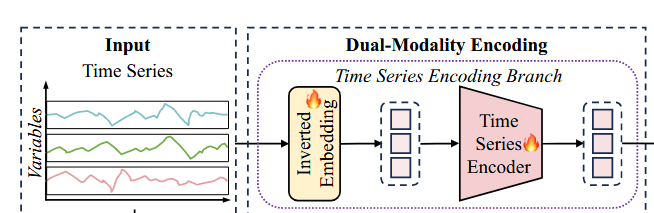 Input
Time Series
Variables
Dual-Modality Encoding
Time Series Encoding Branch
Inverted
Embedding
Time
Series
Encoder